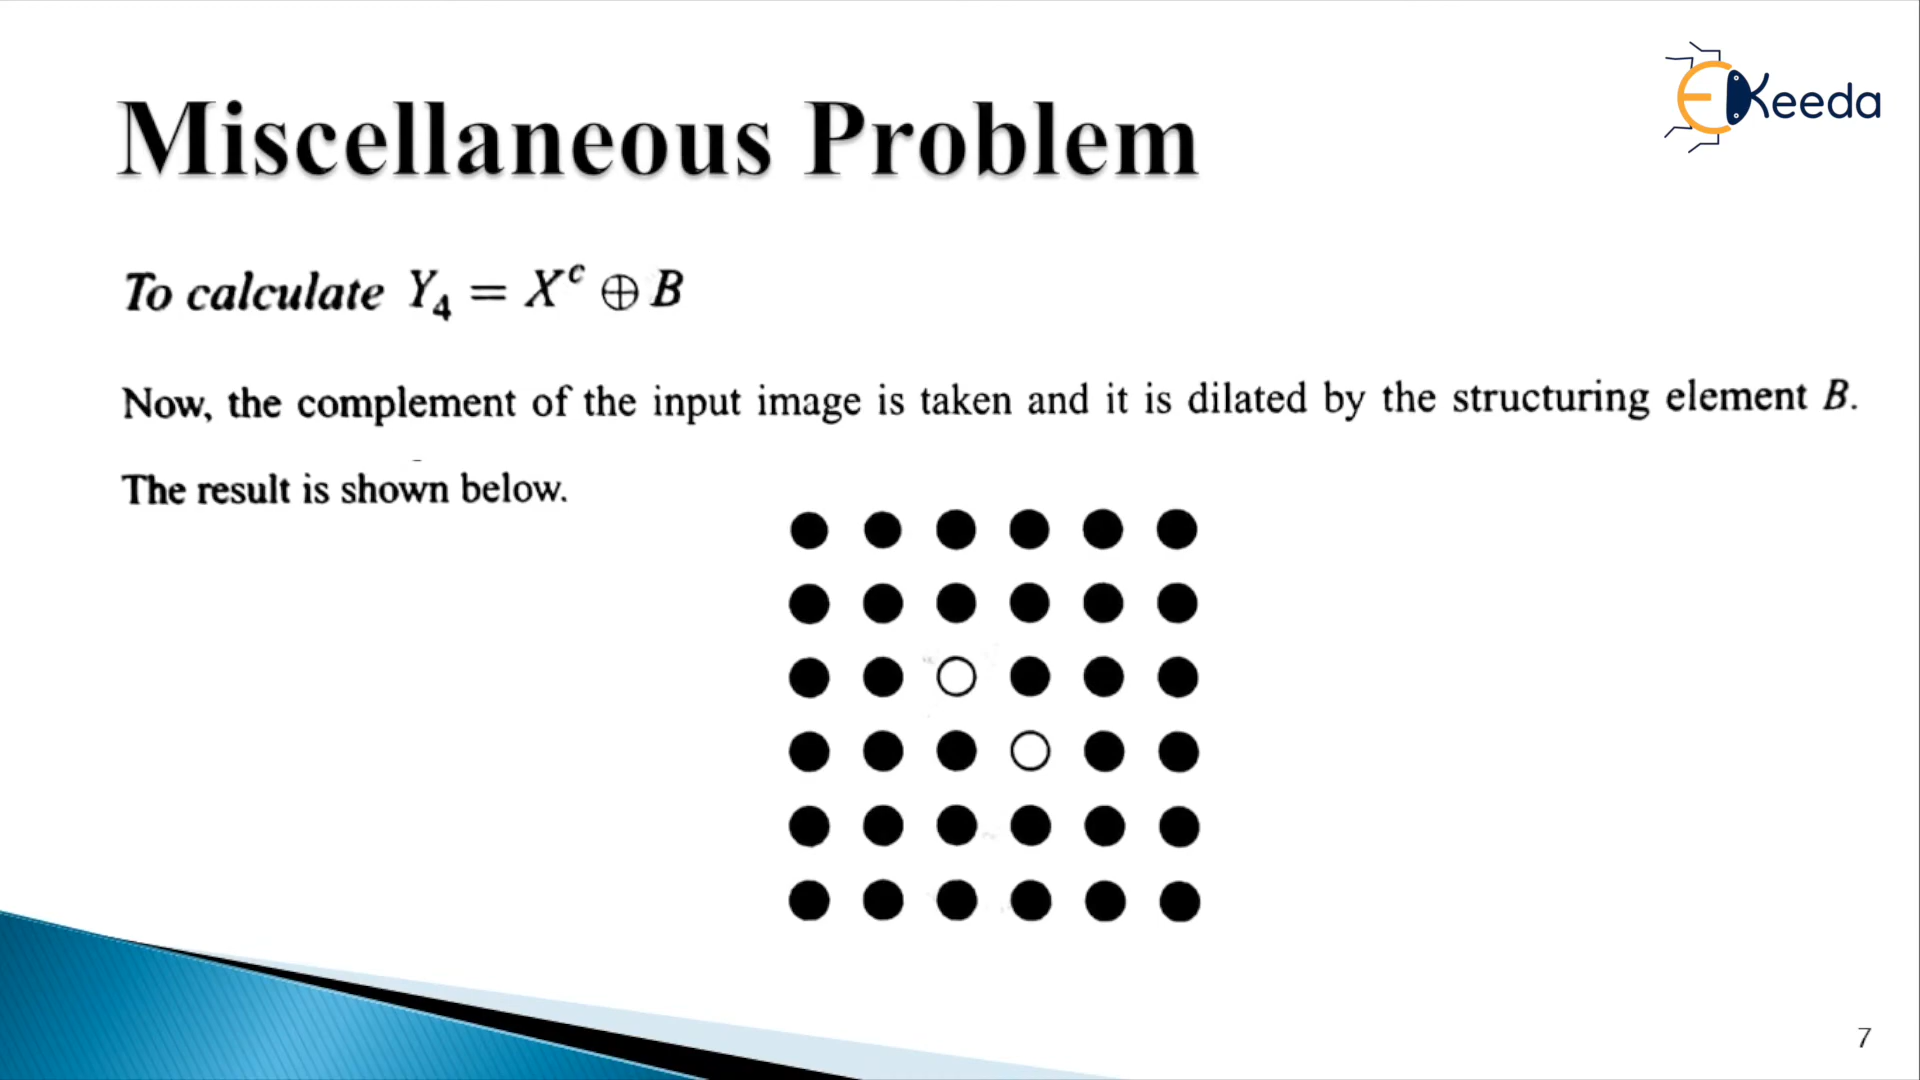 EKeeda
Miscellaneous Problem
To calculate Y₄ = Xᶜ ⊕ B
Now, the complement of the input image is taken and it is dilated by the structuring element B.
The result is shown below.
7